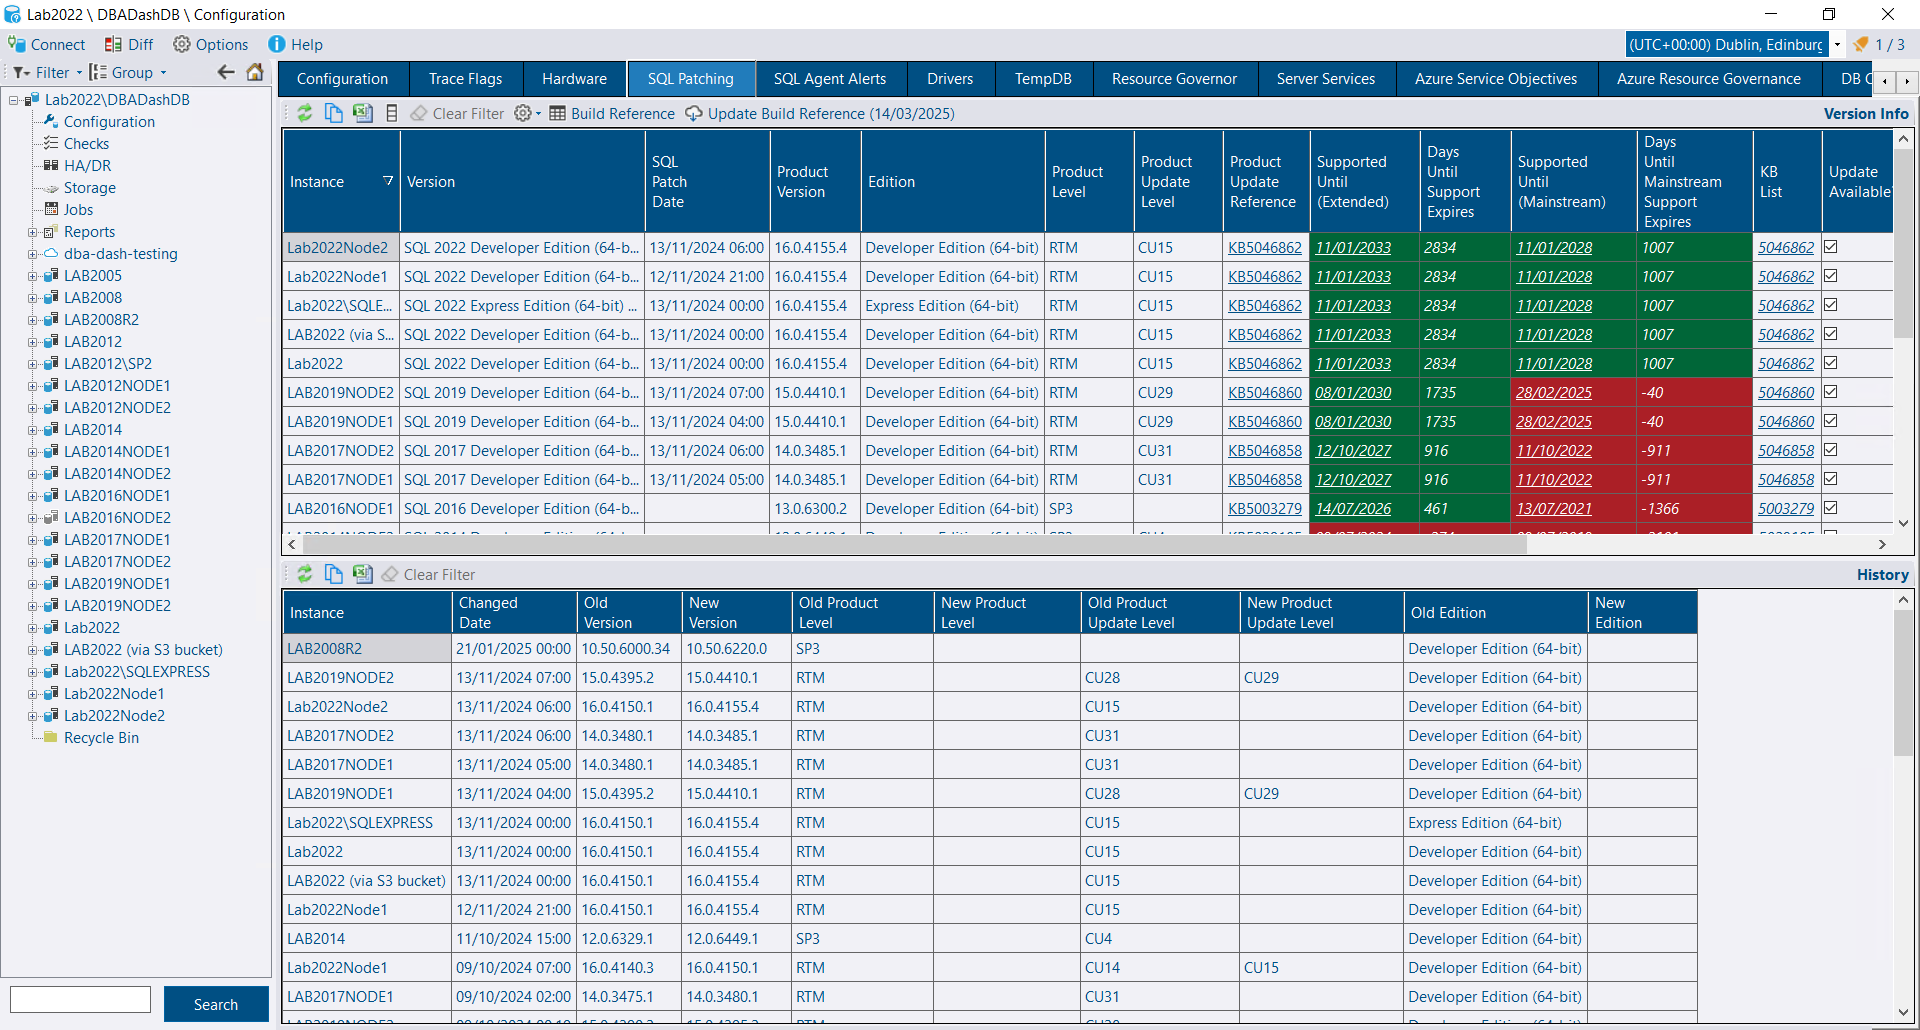 Lab2022 \ DBADashDB \ Configuration
Connect Diff Options Help (UTC+00:00) Dublin, Edinburg 1 / 3
Filter Group
Configuration Trace Flags Hardware SQL Patching SQL Agent Alerts Drivers TempDB Resource Governor Server Services Azure Service Objectives Azure Resource Governance DB C
Lab2022\DBADashDB
Configuration
Checks
HA/DR
Storage
Jobs
Reports
dba-dash-testing
LAB2005
LAB2008
LAB2008R2
LAB2012
LAB2012\SP2
LAB2012NODE1
LAB2012NODE2
LAB2014
LAB2014NODE1
LAB2014NODE2
LAB2016NODE1
LAB2016NODE2
LAB2017NODE1
LAB2017NODE2
LAB2019NODE1
LAB2019NODE2
Lab2022
LAB2022 (via S3 bucket)
Lab2022\SQLEXPRESS
Lab2022Node1
Lab2022Node2
Recycle Bin
Search
Clear Filter Build Reference Update Build Reference (14/03/2025) Version Info
Instance Version SQL Patch Date Product Version Edition Product Level Product Update Level Product Update Reference Supported Until (Extended) Days Until Support Expires Supported Until (Mainstream) Days Until Mainstream Support Expires KB List Update Available
Lab2022Node2 SQL 2022 Developer Edition (64-b... 13/11/2024 06:00 16.0.4155.4 Developer Edition (64-bit) RTM CU15 KB5046862 11/01/2033 2834 11/01/2028 1007 5046862
Lab2022Node1 SQL 2022 Developer Edition (64-b... 12/11/2024 21:00 16.0.4155.4 Developer Edition (64-bit) RTM CU15 KB5046862 11/01/2033 2834 11/01/2028 1007 5046862
Lab2022\SQLE... SQL 2022 Express Edition (64-bit) ... 13/11/2024 00:00 16.0.4155.4 Express Edition (64-bit) RTM CU15 KB5046862 11/01/2033 2834 11/01/2028 1007 5046862
LAB2022 (via S... SQL 2022 Developer Edition (64-b... 13/11/2024 00:00 16.0.4155.4 Developer Edition (64-bit) RTM CU15 KB5046862 11/01/2033 2834 11/01/2028 1007 5046862
Lab2022 SQL 2022 Developer Edition (64-b... 13/11/2024 00:00 16.0.4155.4 Developer Edition (64-bit) RTM CU15 KB5046862 11/01/2033 2834 11/01/2028 1007 5046862
LAB2019NODE2 SQL 2019 Developer Edition (64-b... 13/11/2024 07:00 15.0.4410.1 Developer Edition (64-bit) RTM CU29 KB5046860 08/01/2030 1735 28/02/2025 -40 5046860
LAB2019NODE1 SQL 2019 Developer Edition (64-b... 13/11/2024 04:00 15.0.4410.1 Developer Edition (64-bit) RTM CU29 KB5046860 08/01/2030 1735 28/02/2025 -40 5046860
LAB2017NODE2 SQL 2017 Developer Edition (64-b... 13/11/2024 06:00 14.0.3485.1 Developer Edition (64-bit) RTM CU31 KB5046858 12/10/2027 916 11/10/2022 -911 5046858
LAB2017NODE1 SQL 2017 Developer Edition (64-b... 13/11/2024 05:00 14.0.3485.1 Developer Edition (64-bit) RTM CU31 KB5046858 12/10/2027 916 11/10/2022 -911 5046858
LAB2016NODE1 SQL 2016 Developer Edition (64-b... 13.0.6300.2 Developer Edition (64-bit) SP3 KB5003279 14/07/2026 461 13/07/2021 -1366 5003279
Clear Filter History
Instance Changed Date Old Version New Version Old Product Level New Product Level Old Product Update Level New Product Update Level Old Edition New Edition
LAB2008R2 21/01/2025 00:00 10.50.6000.34 10.50.6220.0 SP3 Developer Edition (64-bit)
LAB2019NODE2 13/11/2024 07:00 15.0.4395.2 15.0.4410.1 RTM CU28 CU29 Developer Edition (64-bit)
Lab2022Node2 13/11/2024 06:00 16.0.4150.1 16.0.4155.4 RTM CU15 Developer Edition (64-bit)
LAB2017NODE2 13/11/2024 06:00 14.0.3480.1 14.0.3485.1 RTM CU31 Developer Edition (64-bit)
LAB2017NODE1 13/11/2024 05:00 14.0.3480.1 14.0.3485.1 RTM CU31 Developer Edition (64-bit)
LAB2019NODE1 13/11/2024 04:00 15.0.4395.2 15.0.4410.1 RTM CU28 CU29 Developer Edition (64-bit)
Lab2022\SQLEXPRESS 13/11/2024 00:00 16.0.4150.1 16.0.4155.4 RTM CU15 Express Edition (64-bit)
Lab2022 13/11/2024 00:00 16.0.4150.1 16.0.4155.4 RTM CU15 Developer Edition (64-bit)
LAB2022 (via S3 bucket) 13/11/2024 00:00 16.0.4150.1 16.0.4155.4 RTM CU15 Developer Edition (64-bit)
Lab2022Node1 12/11/2024 21:00 16.0.4150.1 16.0.4155.4 RTM CU15 Developer Edition (64-bit)
LAB2014 11/10/2024 15:00 12.0.6329.1 12.0.6449.1 SP3 CU4 Developer Edition (64-bit)
Lab2022Node1 09/10/2024 07:00 16.0.4140.3 16.0.4150.1 RTM CU14 CU15 Developer Edition (64-bit)
LAB2017NODE1 09/10/2024 02:00 14.0.3475.1 14.0.3480.1 RTM CU31 Developer Edition (64-bit)